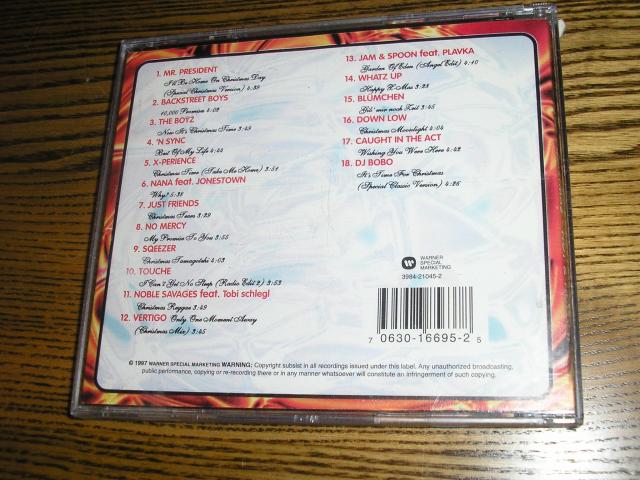 1. MR. PRESIDENT
I'll Be Home On Christmas Day
(Special Christmas Version) 4:39
2. BACKSTREET BOYS
10,000 Promises 4:02
3. THE BOYZ
Now It's Christmas Time 3:49
4. 'N SYNC
Best Of My Life 4:44
5. X-PERIENCE
Christmas Time (Take Me Home) 3:51
6. NANA feat. JONESTOWN
Why? 5:38
7. JUST FRIENDS
Christmas Tears 3:29
8. NO MERCY
My Promise To You 3:55
9. SQEEZER
Christmas Tamagotchi 4:03
10. TOUCHE
I Can't Get No Sleep (Radio Edit 2) 3:53
11. NOBLE SAVAGES feat. Tobi schlegl
Christmas Reggae 3:49
12. VERTIGO Only One Moment Away
(Christmas Mix) 3:45
13. JAM & SPOON feat. PLAVKA
Garden Of Eden (Angel Edit) 4:10
14. WHATZ UP
Happy X-Mas 3:28
15. BLÜMCHEN
Gib' mir noch Zeit 3:45
16. DOWN LOW
Christmas Moonlight 4:04
17. CAUGHT IN THE ACT
Wishing You Were Here 4:42
18. DJ BOBO
It's Time For Christmas
(Special Classic Version) 4:26
WARNER
SPECIAL
MARKETING
3984-21045-2
7 0630-16695-2 5
© 1997 WARNER SPECIAL MARKETING WARNING: Copyright subsist in all recordings issued under this label. Any unauthorized broadcasting,
public performance, copying or re-recording there or in any manner whatsoever will constitute an infringement of such copyright.